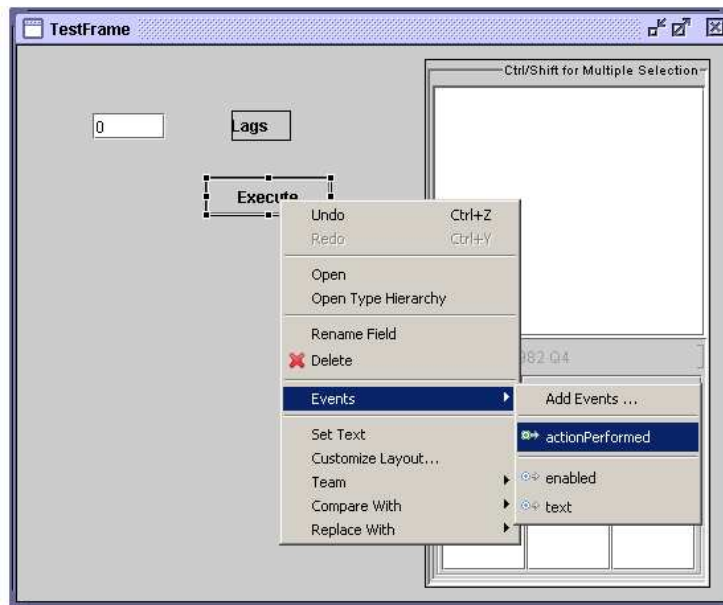 TestFrame
Ctrl/Shift for Multiple Selection
0
Lags
Execute
Undo Ctrl+Z
Redo Ctrl+Y
Open
Open Type Hierarchy
Rename Field
Delete
982 Q4
Events
Add Events ...
actionPerformed
Set Text
Customize Layout...
enabled
Team
text
Compare With
Replace With